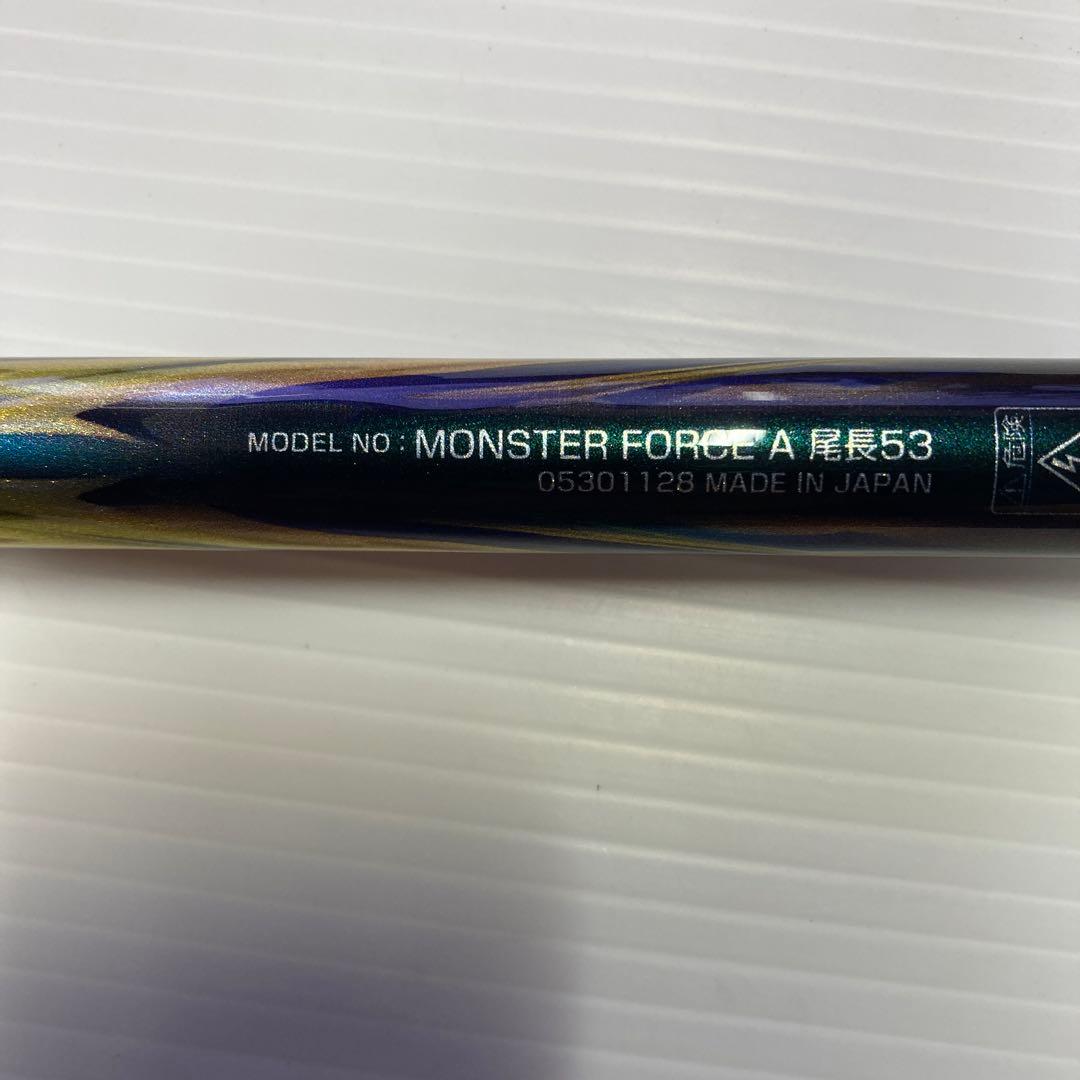 MODEL NO : MONSTER FORCE A 尾長53
05301128 MADE IN JAPAN
危険